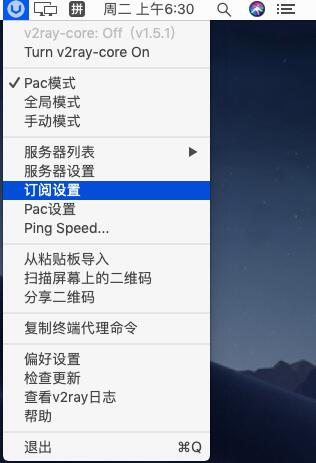 拼 周二 上午6:30
v2ray-core: Off (v1.5.1)
Turn v2ray-core On
Pac模式
全局模式
手动模式
服务器列表
服务器设置
订阅设置
Pac设置
Ping Speed...
从粘贴板导入
扫描屏幕上的二维码
分享二维码
复制终端代理命令
偏好设置
检查更新
查看v2ray日志
帮助
退出 ⌘Q